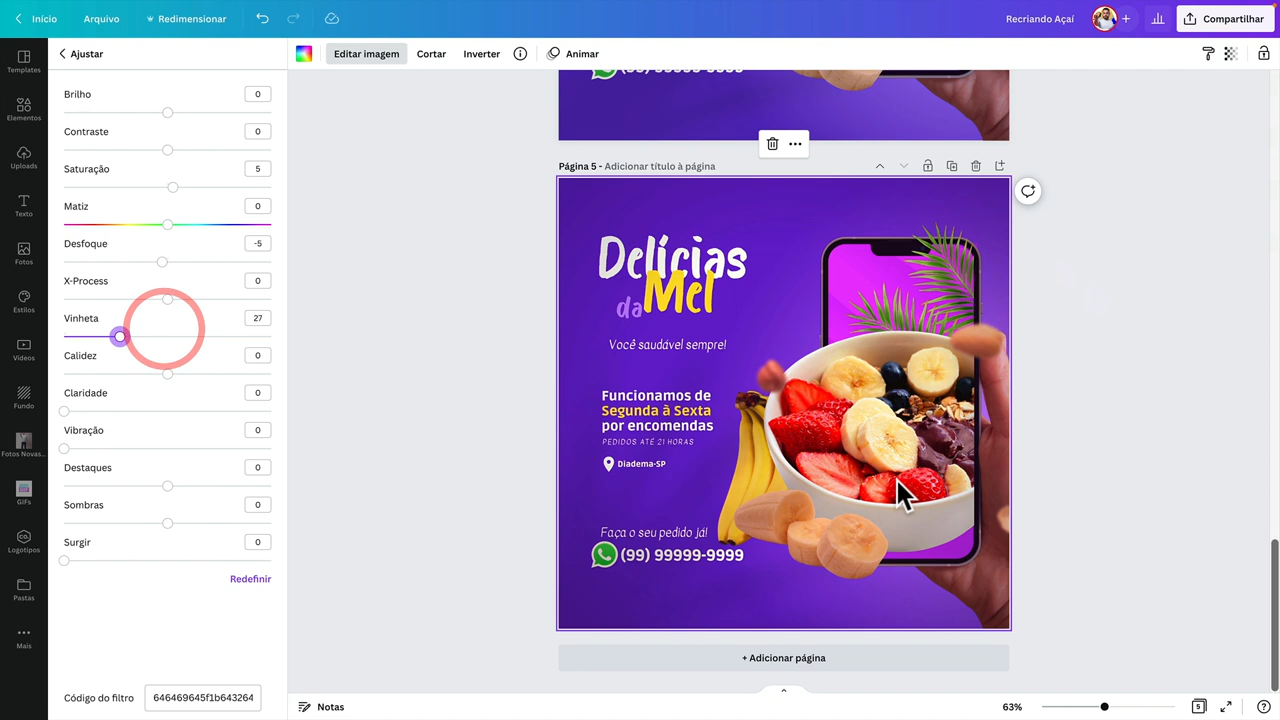 Início
Arquivo
Redimensionar
Recriando Açaí
Compartilhar
Templates
Elementos
Uploads
Texto
Fotos
Estilos
Vídeos
Fundo
Fotos Novas...
GIFs
Logotipos
Pastas
Mais
Ajustar
Brilho 0
Contraste 0
Saturação 5
Matiz 0
Desfoque -5
X-Process 0
Vinheta 27
Calidez 0
Claridade 0
Vibração 0
Destaques 0
Sombras 0
Surgir 0
Redefinir
Código do filtro 646469645f1b643264
Editar imagem
Cortar
Inverter
Animar
(99) 99999-9999
Página 5 - Adicionar título à página
Delícias
da Mel
Você saudável sempre!
Funcionamos de
Segunda à Sexta
por encomendas
PEDIDOS ATÉ 21 HORAS
Diadema-SP
Faça o seu pedido já!
(99) 99999-9999
+ Adicionar página
Notas
63%
5